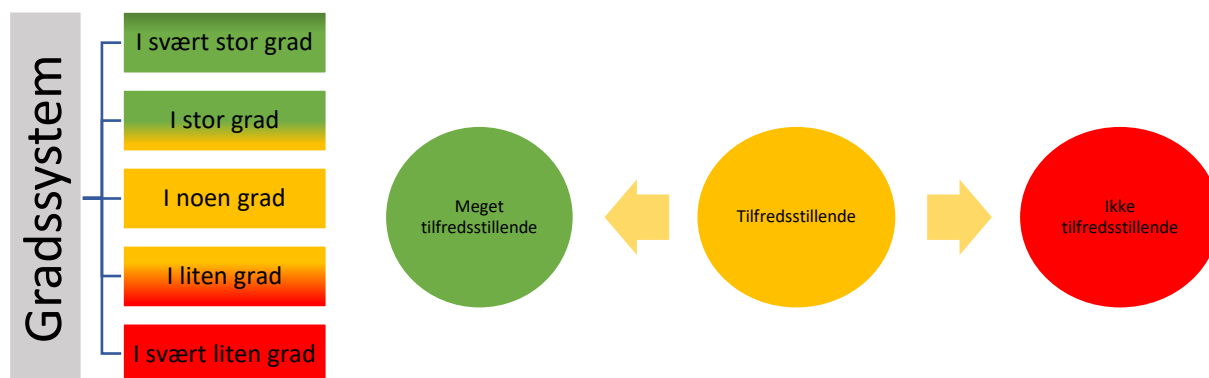 Gradssystem
I svært stor grad
I stor grad
I noen grad
I liten grad
I svært liten grad
Meget
tilfredsstillende
Tilfredsstillende
Ikke
tilfredsstillende